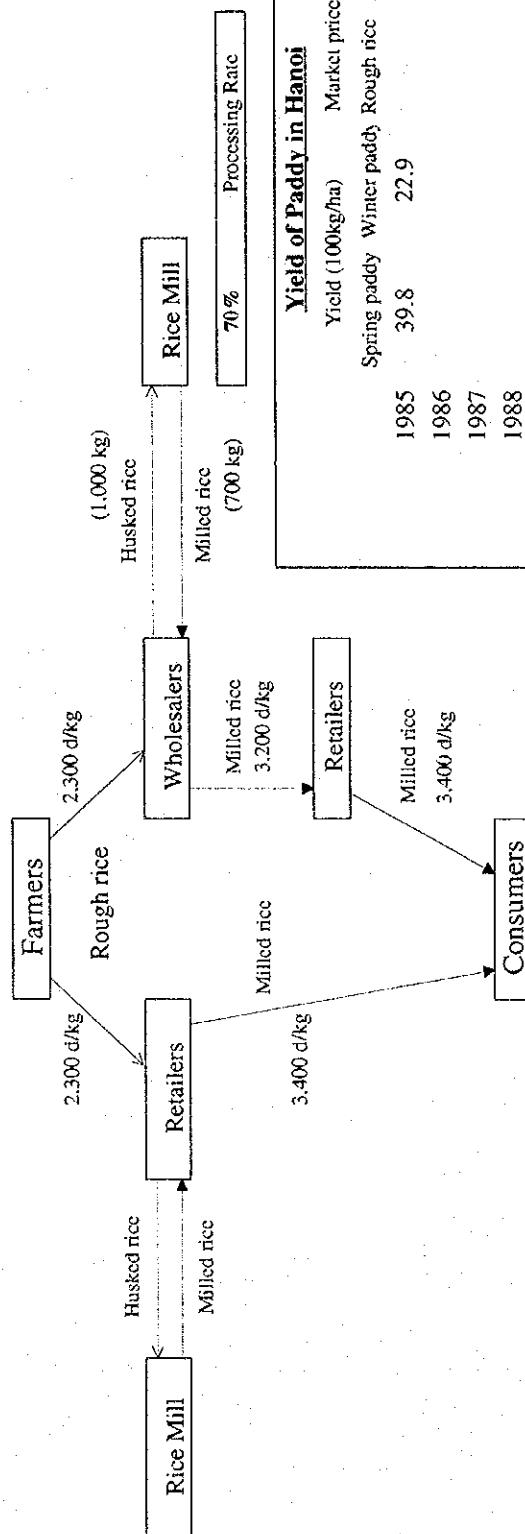 Farmers
2.300 d/kg
2.300 d/kg
Rough rice
Rice Mill
Husked rice
Milled rice
Retailers
Wholesalers
(1.000 kg)
Husked rice
Milled rice
(700 kg)
Rice Mill
70% Processing Rate
Milled rice
3.400 d/kg
Milled rice
3.200 d/kg
Retailers
Milled rice
3.400 d/kg
Consumers
Yield of Paddy in Hanoi
Yield (100kg/ha) Market price
Spring paddy Winter paddy Rough rice
1985 39.8 22.9
1986
1987
1988